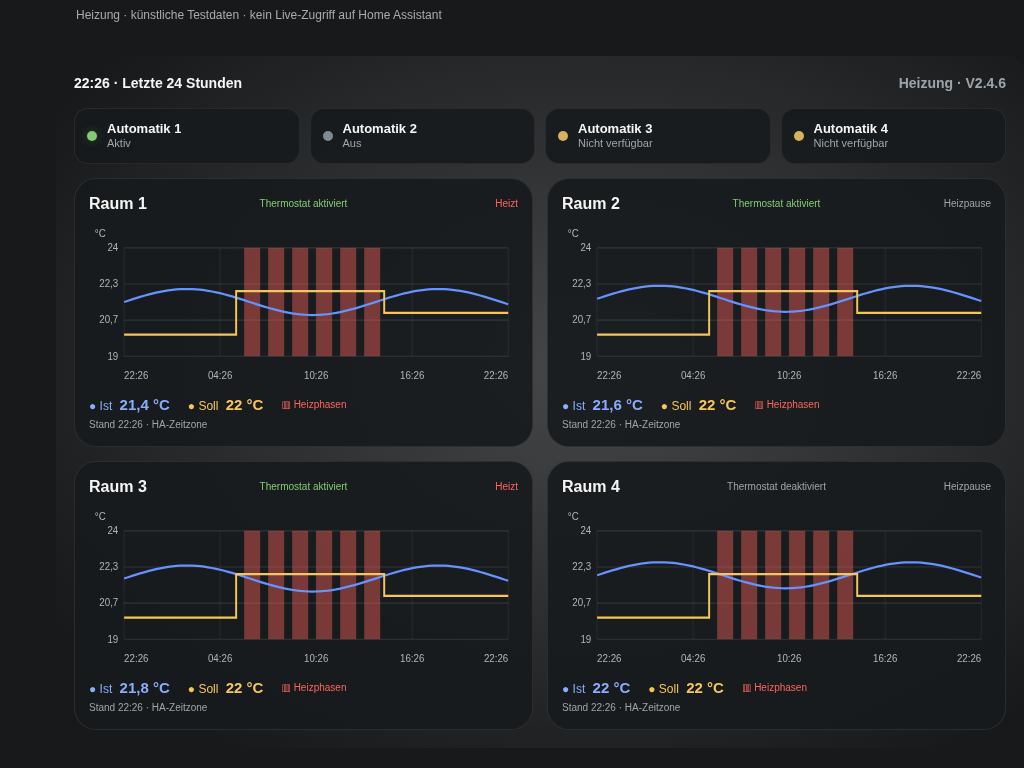 Heizung · künstliche Testdaten · kein Live-Zugriff auf Home Assistant
22:26 · Letzte 24 Stunden
Heizung · V2.4.6
Automatik 1
Aktiv
Automatik 2
Aus
Automatik 3
Nicht verfügbar
Automatik 4
Nicht verfügbar
Raum 1 Thermostat aktiviert Heizt
°C
24
22,3
20,7
19
22:26 04:26 10:26 16:26 22:26
● Ist 21,4 °C ● Soll 22 °C ▥ Heizphasen
Stand 22:26 · HA-Zeitzone
Raum 2 Thermostat aktiviert Heizpause
°C
24
22,3
20,7
19
22:26 04:26 10:26 16:26 22:26
● Ist 21,6 °C ● Soll 22 °C ▥ Heizphasen
Stand 22:26 · HA-Zeitzone
Raum 3 Thermostat aktiviert Heizt
°C
24
22,3
20,7
19
22:26 04:26 10:26 16:26 22:26
● Ist 21,8 °C ● Soll 22 °C ▥ Heizphasen
Stand 22:26 · HA-Zeitzone
Raum 4 Thermostat deaktiviert Heizpause
°C
24
22,3
20,7
19
22:26 04:26 10:26 16:26 22:26
● Ist 22 °C ● Soll 22 °C ▥ Heizphasen
Stand 22:26 · HA-Zeitzone